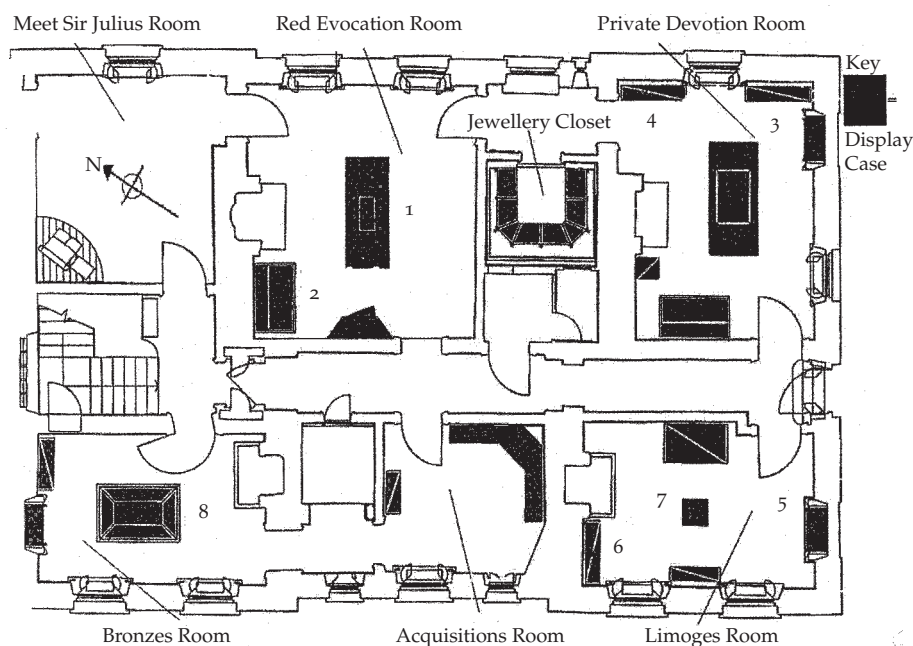 Meet Sir Julius Room
Red Evocation Room
Private Devotion Room
Key
Display
Case
Jewellery Closet
N
1
2
3
4
5
6
7
8
Bronzes Room
Acquisitions Room
Limoges Room